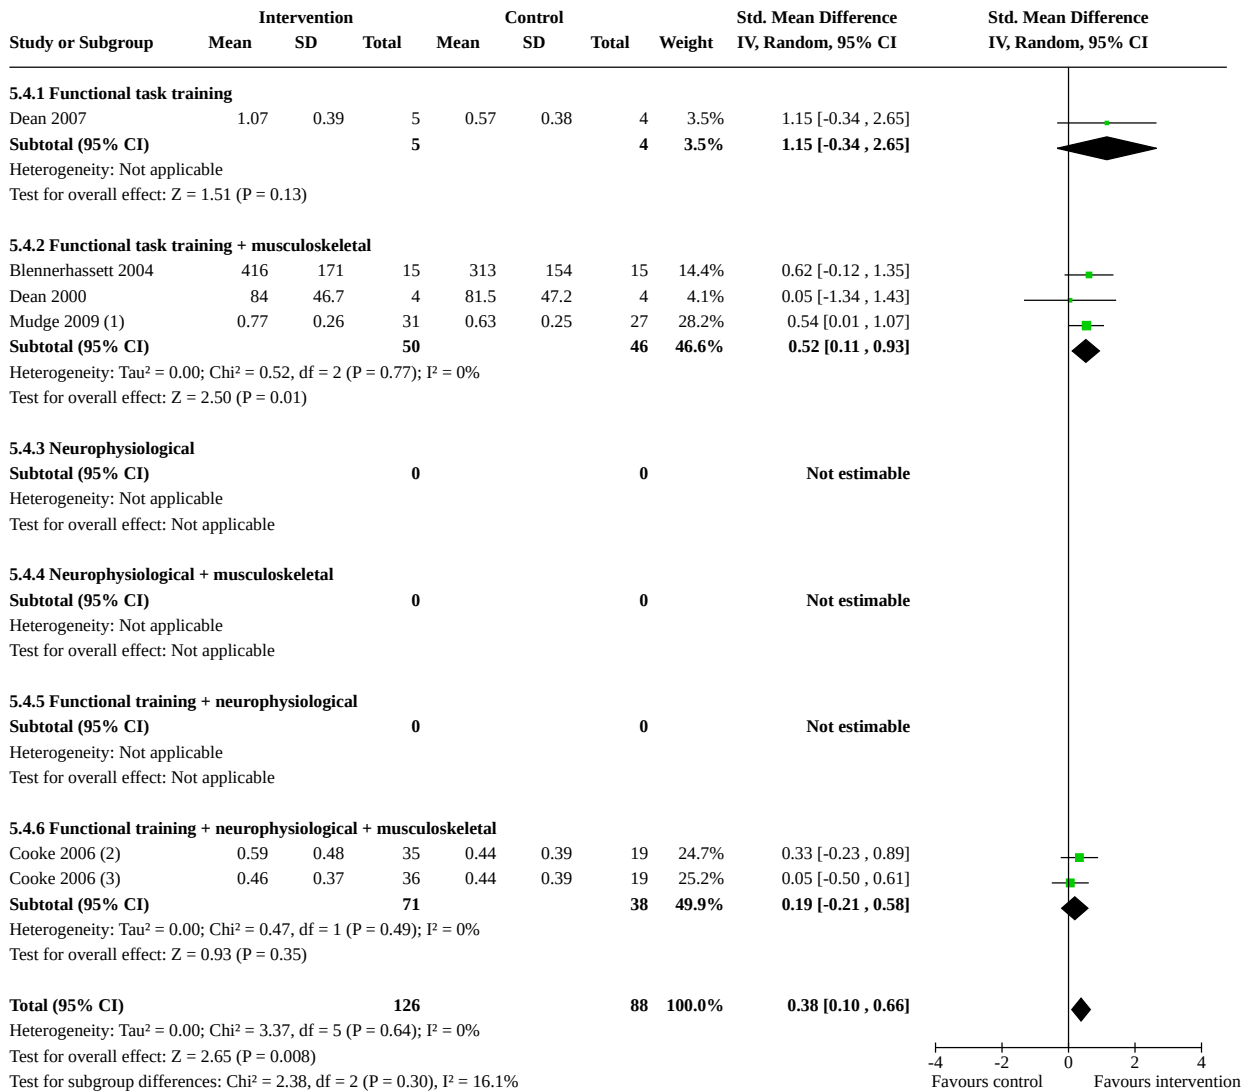 Intervention Control Std. Mean Difference Std. Mean Difference
Study or Subgroup Mean SD Total Mean SD Total Weight IV, Random, 95% CI IV, Random, 95% CI
5.4.1 Functional task training
Dean 2007 1.07 0.39 5 0.57 0.38 4 3.5% 1.15 [-0.34 , 2.65]
Subtotal (95% CI) 5 4 3.5% 1.15 [-0.34 , 2.65]
Heterogeneity: Not applicable
Test for overall effect: Z = 1.51 (P = 0.13)
5.4.2 Functional task training + musculoskeletal
Blennerhassett 2004 416 171 15 313 154 15 14.4% 0.62 [-0.12 , 1.35]
Dean 2000 84 46.7 4 81.5 47.2 4 4.1% 0.05 [-1.34 , 1.43]
Mudge 2009 (1) 0.77 0.26 31 0.63 0.25 27 28.2% 0.54 [0.01 , 1.07]
Subtotal (95% CI) 50 46 46.6% 0.52 [0.11 , 0.93]
Heterogeneity: Tau² = 0.00; Chi² = 0.52, df = 2 (P = 0.77); I² = 0%
Test for overall effect: Z = 2.50 (P = 0.01)
5.4.3 Neurophysiological
Subtotal (95% CI) 0 0 Not estimable
Heterogeneity: Not applicable
Test for overall effect: Not applicable
5.4.4 Neurophysiological + musculoskeletal
Subtotal (95% CI) 0 0 Not estimable
Heterogeneity: Not applicable
Test for overall effect: Not applicable
5.4.5 Functional training + neurophysiological
Subtotal (95% CI) 0 0 Not estimable
Heterogeneity: Not applicable
Test for overall effect: Not applicable
5.4.6 Functional training + neurophysiological + musculoskeletal
Cooke 2006 (2) 0.59 0.48 35 0.44 0.39 19 24.7% 0.33 [-0.23 , 0.89]
Cooke 2006 (3) 0.46 0.37 36 0.44 0.39 19 25.2% 0.05 [-0.50 , 0.61]
Subtotal (95% CI) 71 38 49.9% 0.19 [-0.21 , 0.58]
Heterogeneity: Tau² = 0.00; Chi² = 0.47, df = 1 (P = 0.49); I² = 0%
Test for overall effect: Z = 0.93 (P = 0.35)
Total (95% CI) 126 88 100.0% 0.38 [0.10 , 0.66]
Heterogeneity: Tau² = 0.00; Chi² = 3.37, df = 5 (P = 0.64); I² = 0%
Test for overall effect: Z = 2.65 (P = 0.008)
-4 -2 0 2 4
Test for subgroup differences: Chi² = 2.38, df = 2 (P = 0.30), I² = 16.1%
Favours control Favours intervention